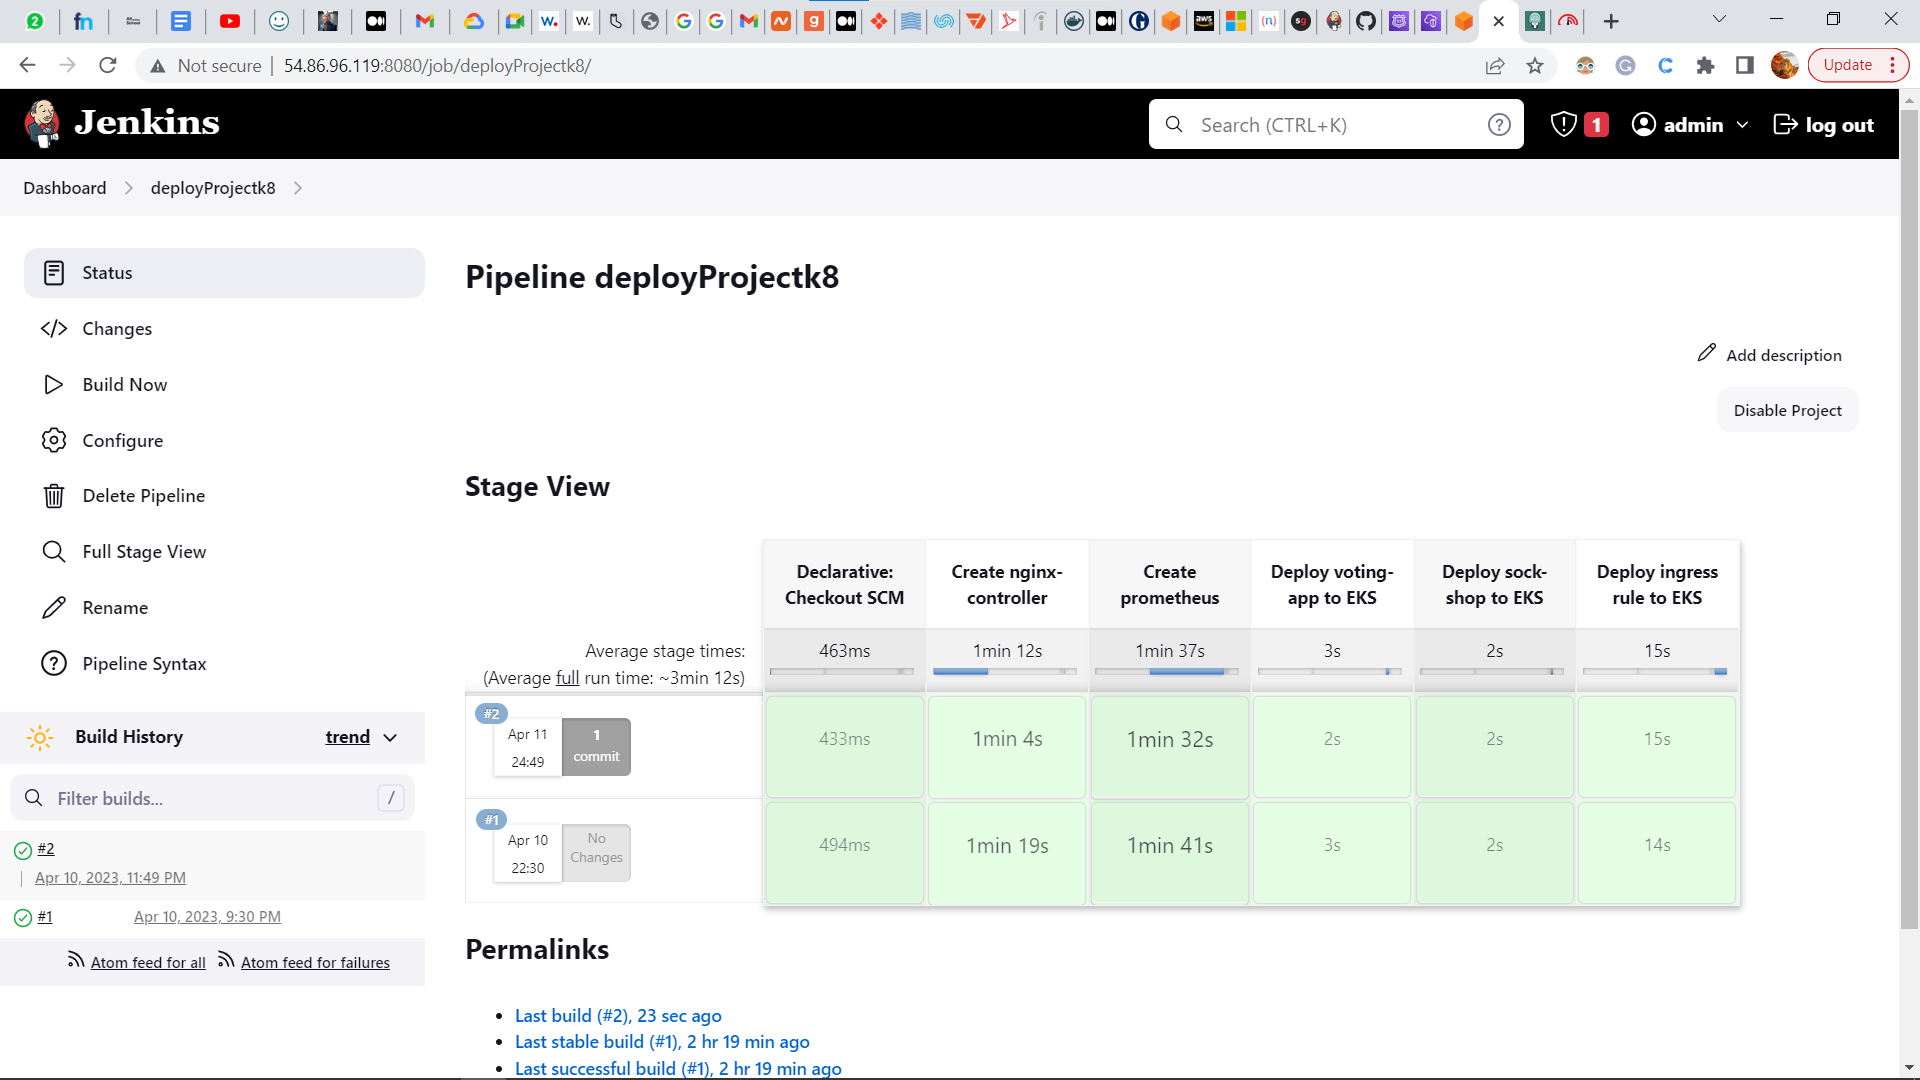 Not secure | 54.86.96.119:8080/job/deployProjectk8/
Update
Jenkins
Search (CTRL+K)
1
admin
log out
Dashboard
deployProjectk8
Status
Changes
Build Now
Configure
Delete Pipeline
Full Stage View
Rename
Pipeline Syntax
Build History
trend
Filter builds...
/
#2
Apr 10, 2023, 11:49 PM
#1
Apr 10, 2023, 9:30 PM
Atom feed for all
Atom feed for failures
Pipeline deployProjectk8
Add description
Disable Project
Stage View
Declarative: Checkout SCM
Create nginx-controller
Create prometheus
Deploy voting-app to EKS
Deploy sock-shop to EKS
Deploy ingress rule to EKS
Average stage times:
(Average full run time: ~3min 12s)
463ms
1min 12s
1min 37s
3s
2s
15s
#2
Apr 11
24:49
1
commit
433ms
1min 4s
1min 32s
2s
2s
15s
#1
Apr 10
22:30
No
Changes
494ms
1min 19s
1min 41s
3s
2s
14s
Permalinks
Last build (#2), 23 sec ago
Last stable build (#1), 2 hr 19 min ago
Last successful build (#1), 2 hr 19 min ago